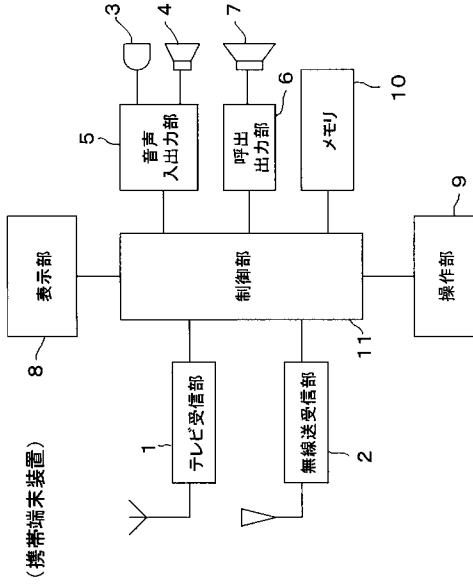 (携帯端末装置)
8
表示部
5
音声
入出力部
3
4
呼出
出力部
6
7
メモリ
10
制御部
11
テレビ受信部
1
無線送受信部
2
操作部
9